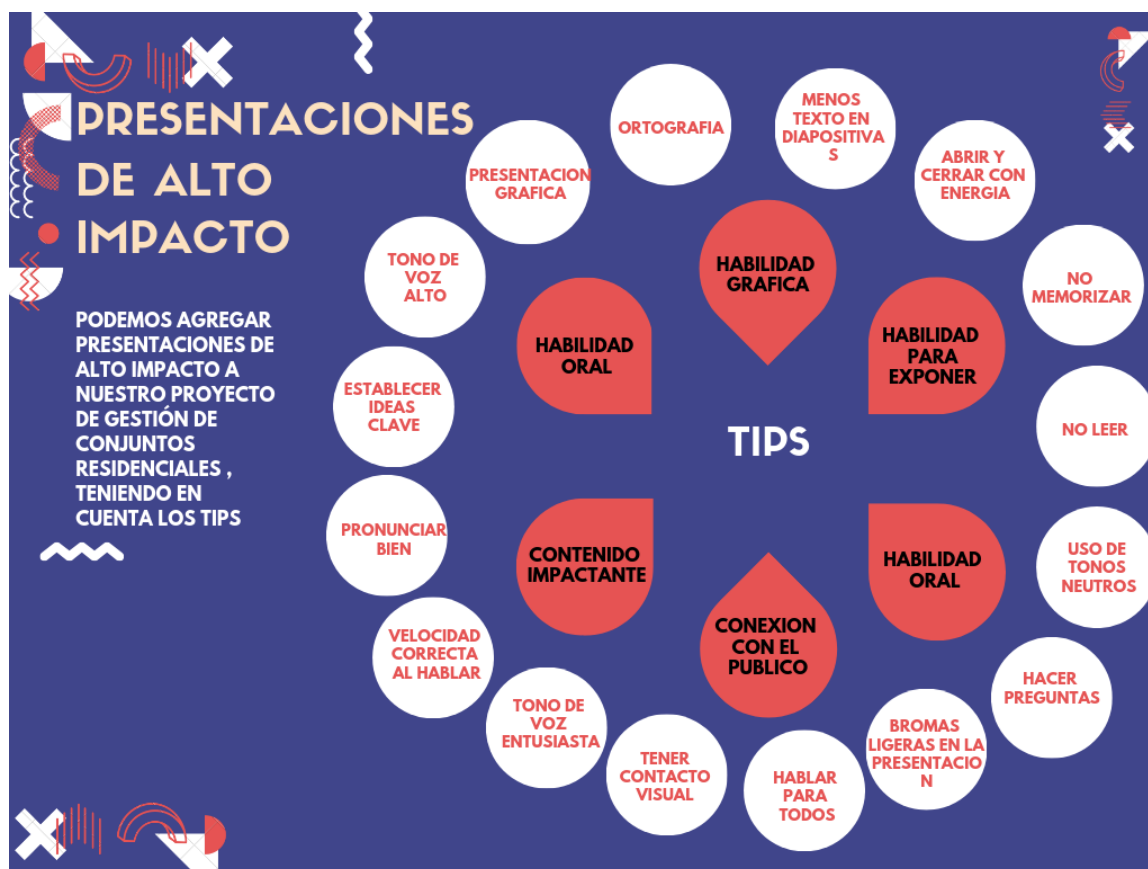 PRESENTACIONES
DE ALTO
IMPACTO
PODEMOS AGREGAR
PRESENTACIONES DE
ALTO IMPACTO A
NUESTRO PROYECTO
DE GESTIÓN DE
CONJUNTOS
RESIDENCIALES ,
TENIENDO EN
CUENTA LOS TIPS
ORTOGRAFIA
MENOS
TEXTO EN
DIAPOSITIVA
S
ABRIR Y
CERRAR CON
ENERGIA
NO
MEMORIZAR
NO LEER
USO DE
TONOS
NEUTROS
HACER
PREGUNTAS
BROMAS
LIGERAS EN LA
PRESENTACIO
N
HABLAR
PARA
TODOS
TENER
CONTACTO
VISUAL
TONO DE
VOZ
ENTUSIASTA
VELOCIDAD
CORRECTA
AL HABLAR
PRONUNCIAR
BIEN
ESTABLECER
IDEAS
CLAVE
TONO DE
VOZ
ALTO
PRESENTACION
GRAFICA
HABILIDAD
GRAFICA
HABILIDAD
PARA
EXPONER
HABILIDAD
ORAL
CONEXION
CON EL
PUBLICO
CONTENIDO
IMPACTANTE
HABILIDAD
ORAL
TIPS